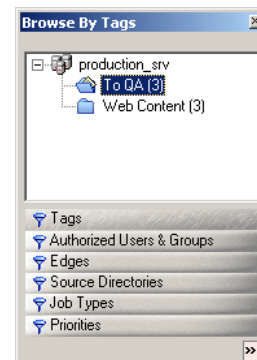 Browse By Tags
production_srv
To QA (3)
Web Content (3)
Tags
Authorized Users & Groups
Edges
Source Directories
Job Types
Priorities
»